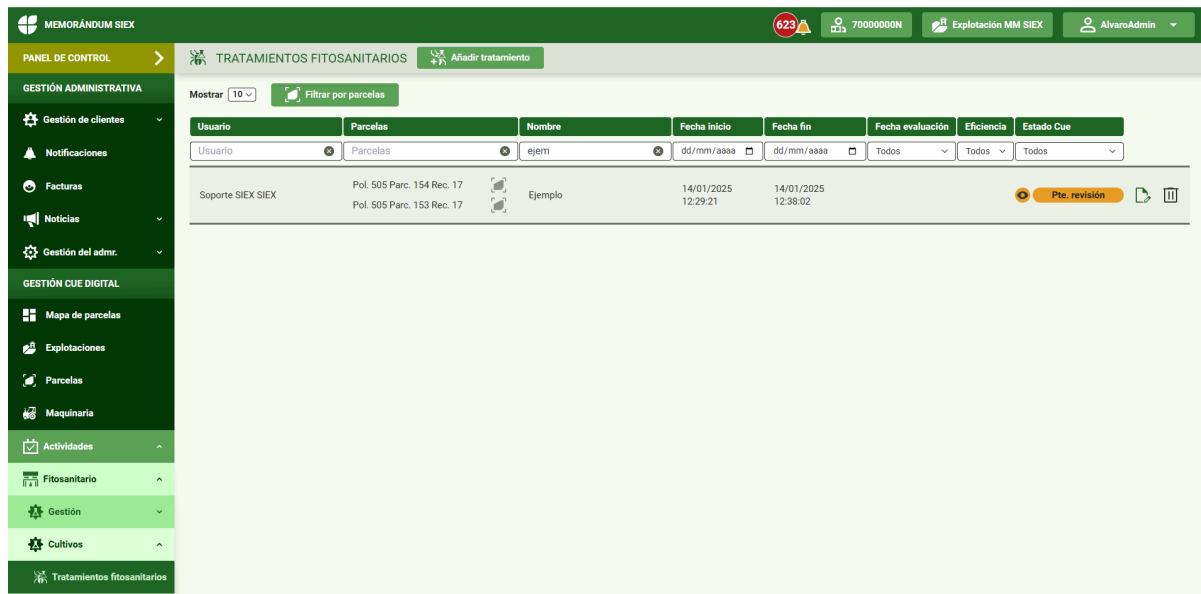 MEMORÁNDUM SIEX
623
70000000N
Explotación MM SIEX
AlvaroAdmin
PANEL DE CONTROL
TRATAMIENTOS FITOSANITARIOS
Añadir tratamiento
GESTIÓN ADMINISTRATIVA
Mostrar 10
Filtrar por parcelas
Gestión de clientes
Notificaciones
Facturas
Noticias
Gestión del admr.
GESTIÓN CUE DIGITAL
Mapa de parcelas
Explotaciones
Parcelas
Maquinaria
Actividades
Fitosanitario
Gestión
Cultivos
Tratamientos fitosanitarios
Usuario Parcelas Nombre Fecha inicio Fecha fin Fecha evaluación Eficiencia Estado Cue
Usuario Parcelas ejem dd/mm/aaaa dd/mm/aaaa Todos Todos Todos
Soporte SIEX SIEX
Pol. 505 Parc. 154 Rec. 17
Pol. 505 Parc. 153 Rec. 17
Ejemplo
14/01/2025
12:29:21
14/01/2025
12:38:02
Pte. revisión